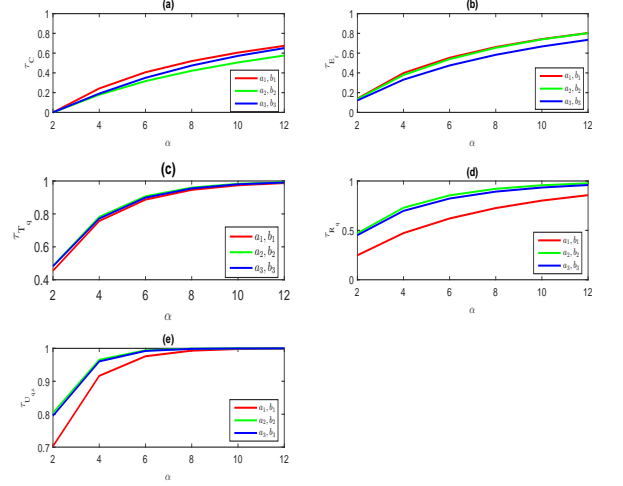 (a)
τ_C
1
0.8
0.6
0.4
0.2
0
2 4 6 8 10 12
α
a₁, b₁
a₂, b₂
a₃, b₃
(b)
τ_E_r
1
0.8
0.6
0.4
0.2
0
2 4 6 8 10 12
α
a₁, b₁
a₂, b₂
a₃, b₃
(c)
τ_T_q
1
0.8
0.6
0.4
2 4 6 8 10 12
α
a₁, b₁
a₂, b₂
a₃, b₃
(d)
τ_R_q
1
0.5
0
2 4 6 8 10 12
α
a₁, b₁
a₂, b₂
a₃, b₃
(e)
τ_U_q,s
1
0.9
0.8
0.7
2 4 6 8 10 12
α
a₁, b₁
a₂, b₂
a₃, b₃